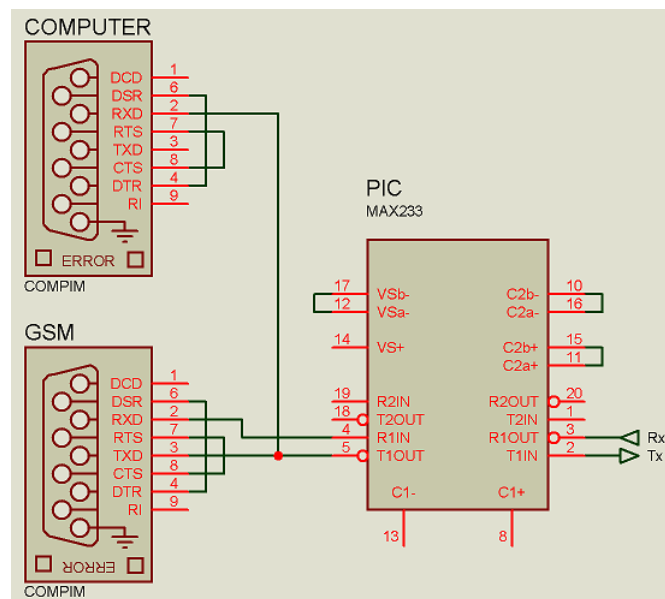 COMPUTER
DCD 1
DSR 6
RXD 2
RTS 7
TXD 3
CTS 8
DTR 4
RI 9
ERROR
COMPIM
PIC
MAX233
17 VSb- C2b- 10
12 VSa- C2a- 16
14 VS+ C2b+ 15
C2a+ 11
19 R2IN R2OUT 20
18 T2OUT T2IN 1
4 R1IN R1OUT 3 Rx
5 T1OUT T1IN 2 Tx
C1- C1+
13 8
GSM
DCD 1
DSR 6
RXD 2
RTS 7
TXD 3
CTS 8
DTR 4
RI 9
ERROR
COMPIM